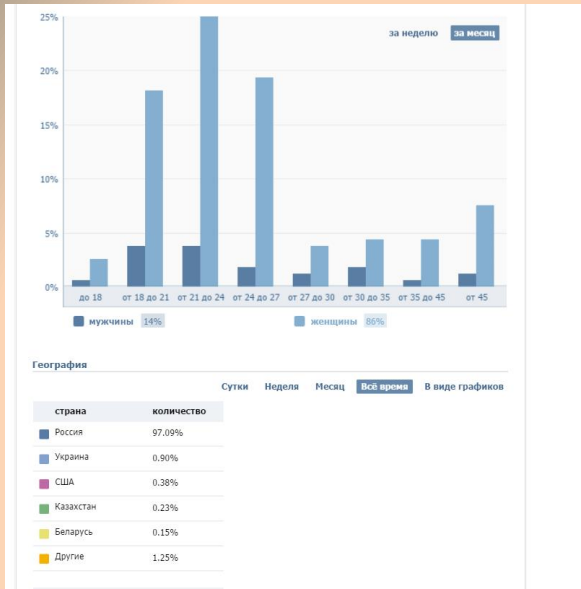 25%
за неделю за месяц
20%
15%
10%
5%
0%
до 18 от 18 до 21 от 21 до 24 от 24 до 27 от 27 до 30 от 30 до 35 от 35 до 45 от 45
мужчины 14% женщины 86%
География
Сутки Неделя Месяц Всё время В виде графиков
страна количество
Россия 97.09%
Украина 0.90%
США 0.38%
Казахстан 0.23%
Беларусь 0.15%
Другие 1.25%